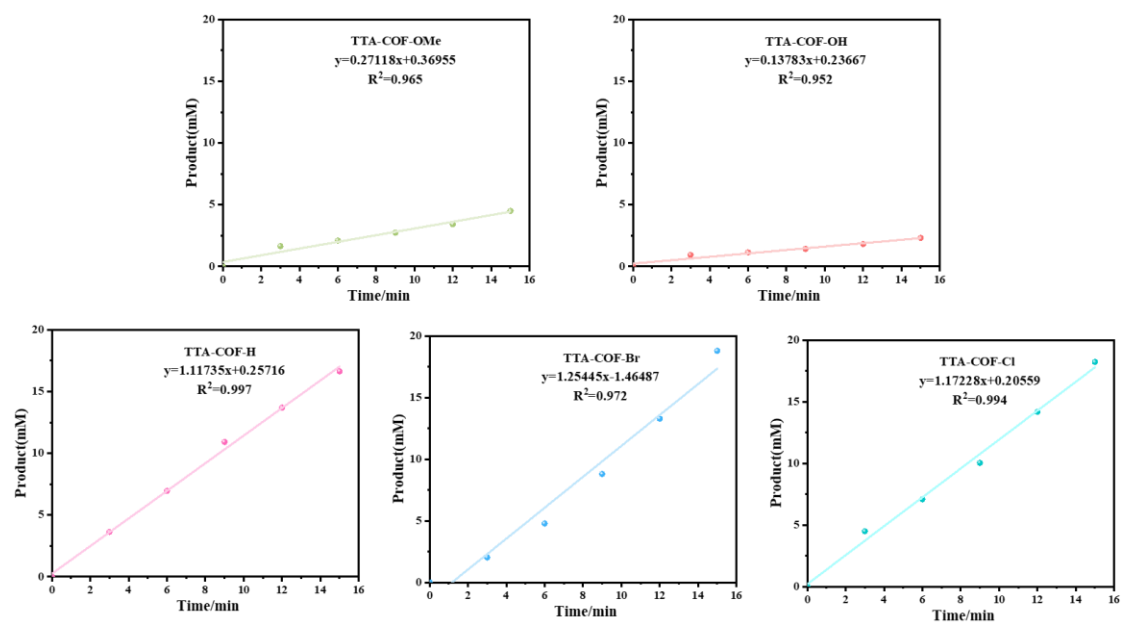 TTA-COF-OMe
y=0.27118x+0.36955
R²=0.965
Product(mM)
20
15
10
5
0
0 2 4 6 8 10 12 14 16
Time/min
TTA-COF-OH
y=0.13783x+0.23667
R²=0.952
Product(mM)
20
15
10
5
0
0 2 4 6 8 10 12 14 16
Time/min
TTA-COF-H
y=1.11735x+0.25716
R²=0.997
Product(mM)
20
15
10
5
0
0 2 4 6 8 10 12 14 16
Time/min
TTA-COF-Br
y=1.25445x-1.46487
R²=0.972
Product(mM)
20
15
10
5
0
0 2 4 6 8 10 12 14 16
Time/min
TTA-COF-Cl
y=1.17228x+0.20559
R²=0.994
Product(mM)
20
15
10
5
0
0 2 4 6 8 10 12 14 16
Time/min